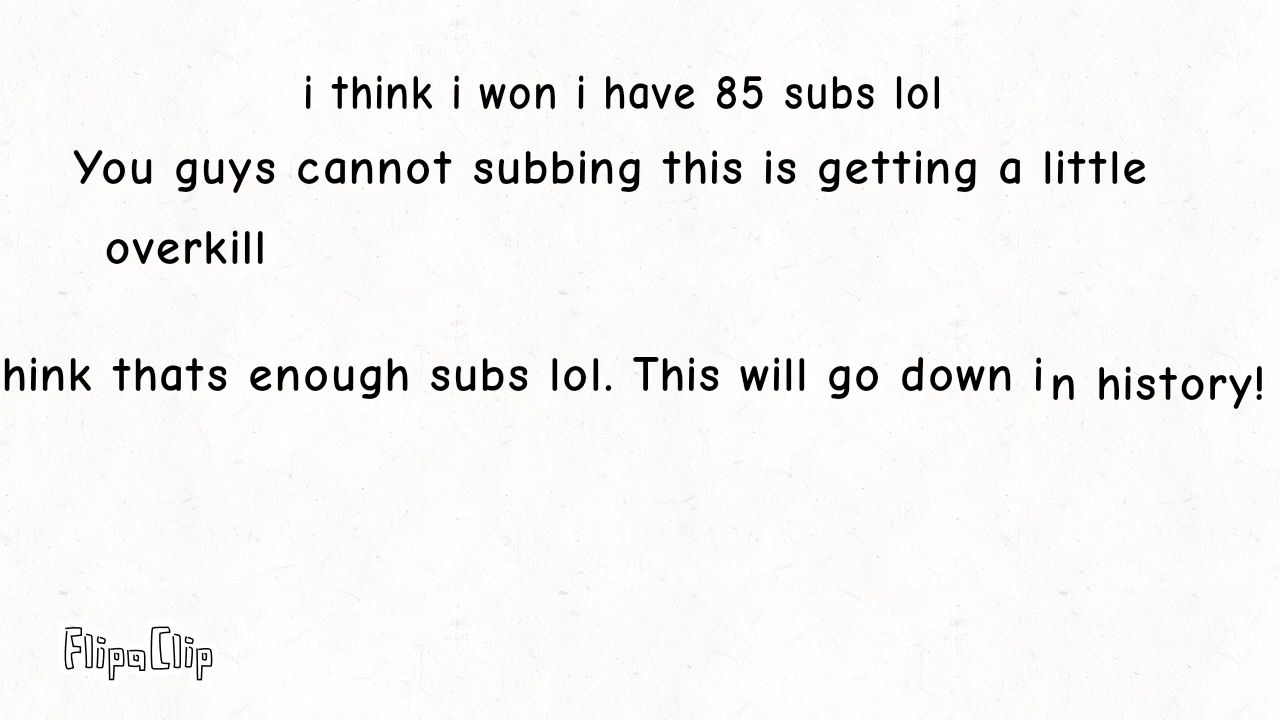 i think i won i have 85 subs lol
You guys cannot subbing this is getting a little
overkill
hink thats enough subs lol. This will go down in history!
FlipaClip